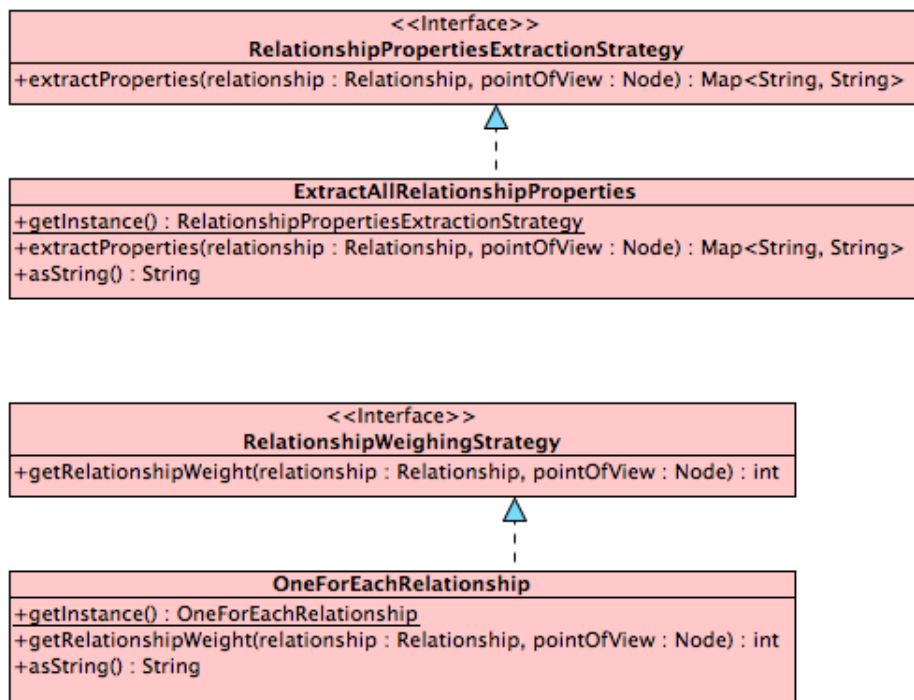 <<Interface>>
RelationshipPropertiesExtractionStrategy
+extractProperties(relationship : Relationship, pointOfView : Node) : Map<String, String>
ExtractAllRelationshipProperties
+getInstance() : RelationshipPropertiesExtractionStrategy
+extractProperties(relationship : Relationship, pointOfView : Node) : Map<String, String>
+asString() : String
<<Interface>>
RelationshipWeighingStrategy
+getRelationshipWeight(relationship : Relationship, pointOfView : Node) : int
OneForEachRelationship
+getInstance() : OneForEachRelationship
+getRelationshipWeight(relationship : Relationship, pointOfView : Node) : int
+asString() : String